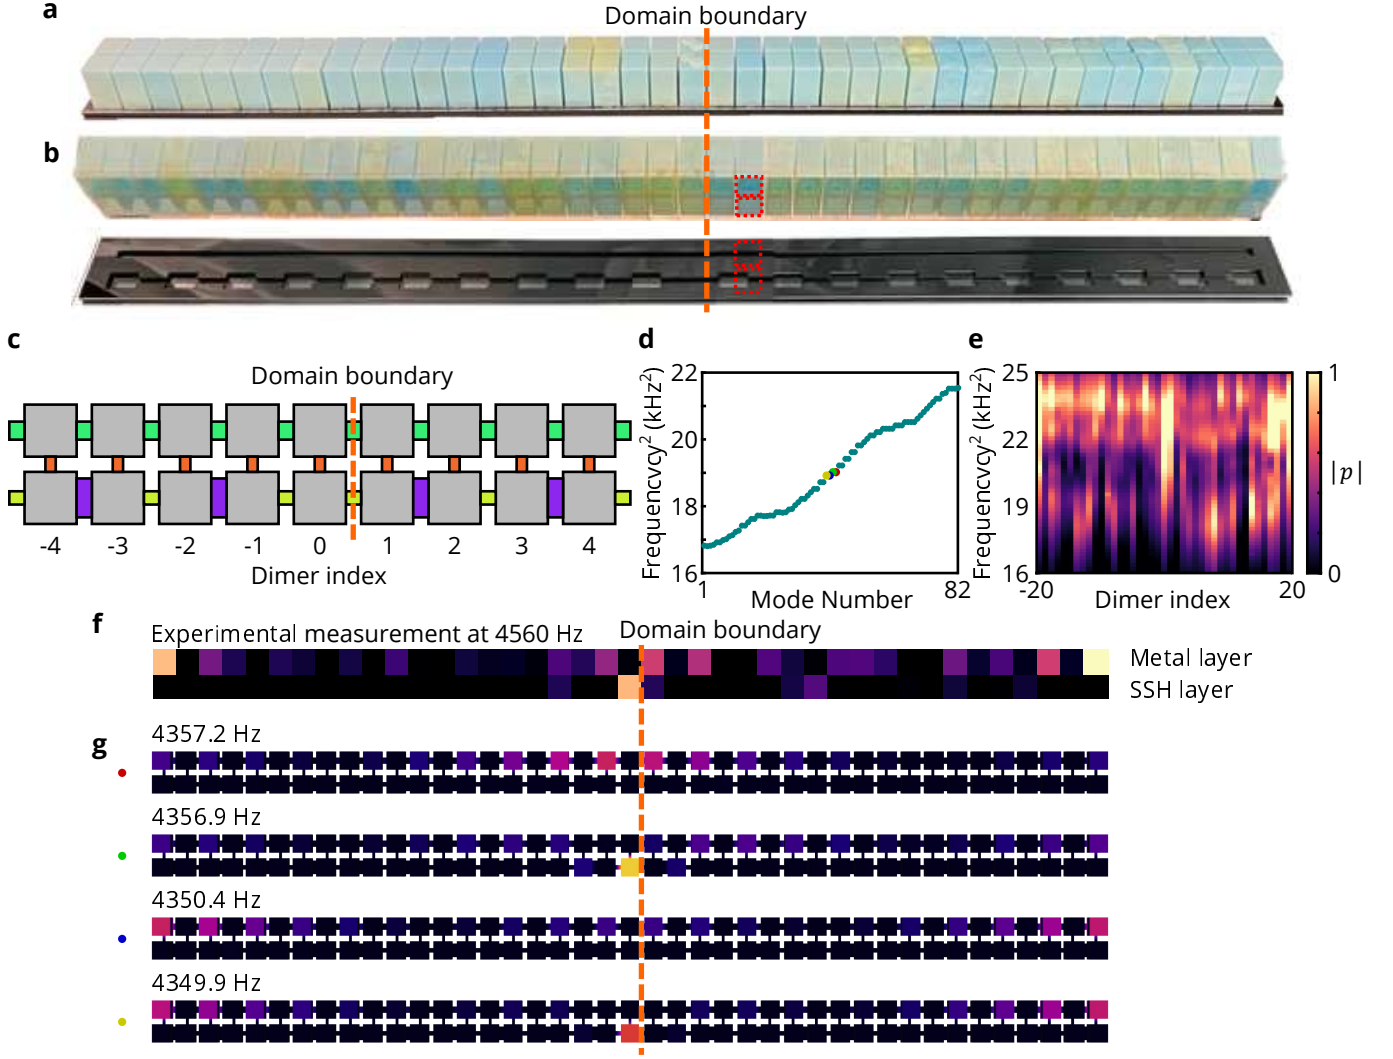 a
Domain boundary
b
c
Domain boundary
-4 -3 -2 -1 0 1 2 3 4
Dimer index
d
Frequencvcy² (kHz²)
22
20
18
16
1 82
Mode Number
e
Frequencvcy² (kHz²)
25
22
19
16
-20 20
Dimer index
1
|p|
0
f
Experimental measurement at 4560 Hz
Domain boundary
Metal layer
SSH layer
g
4357.2 Hz
4356.9 Hz
4350.4 Hz
4349.9 Hz